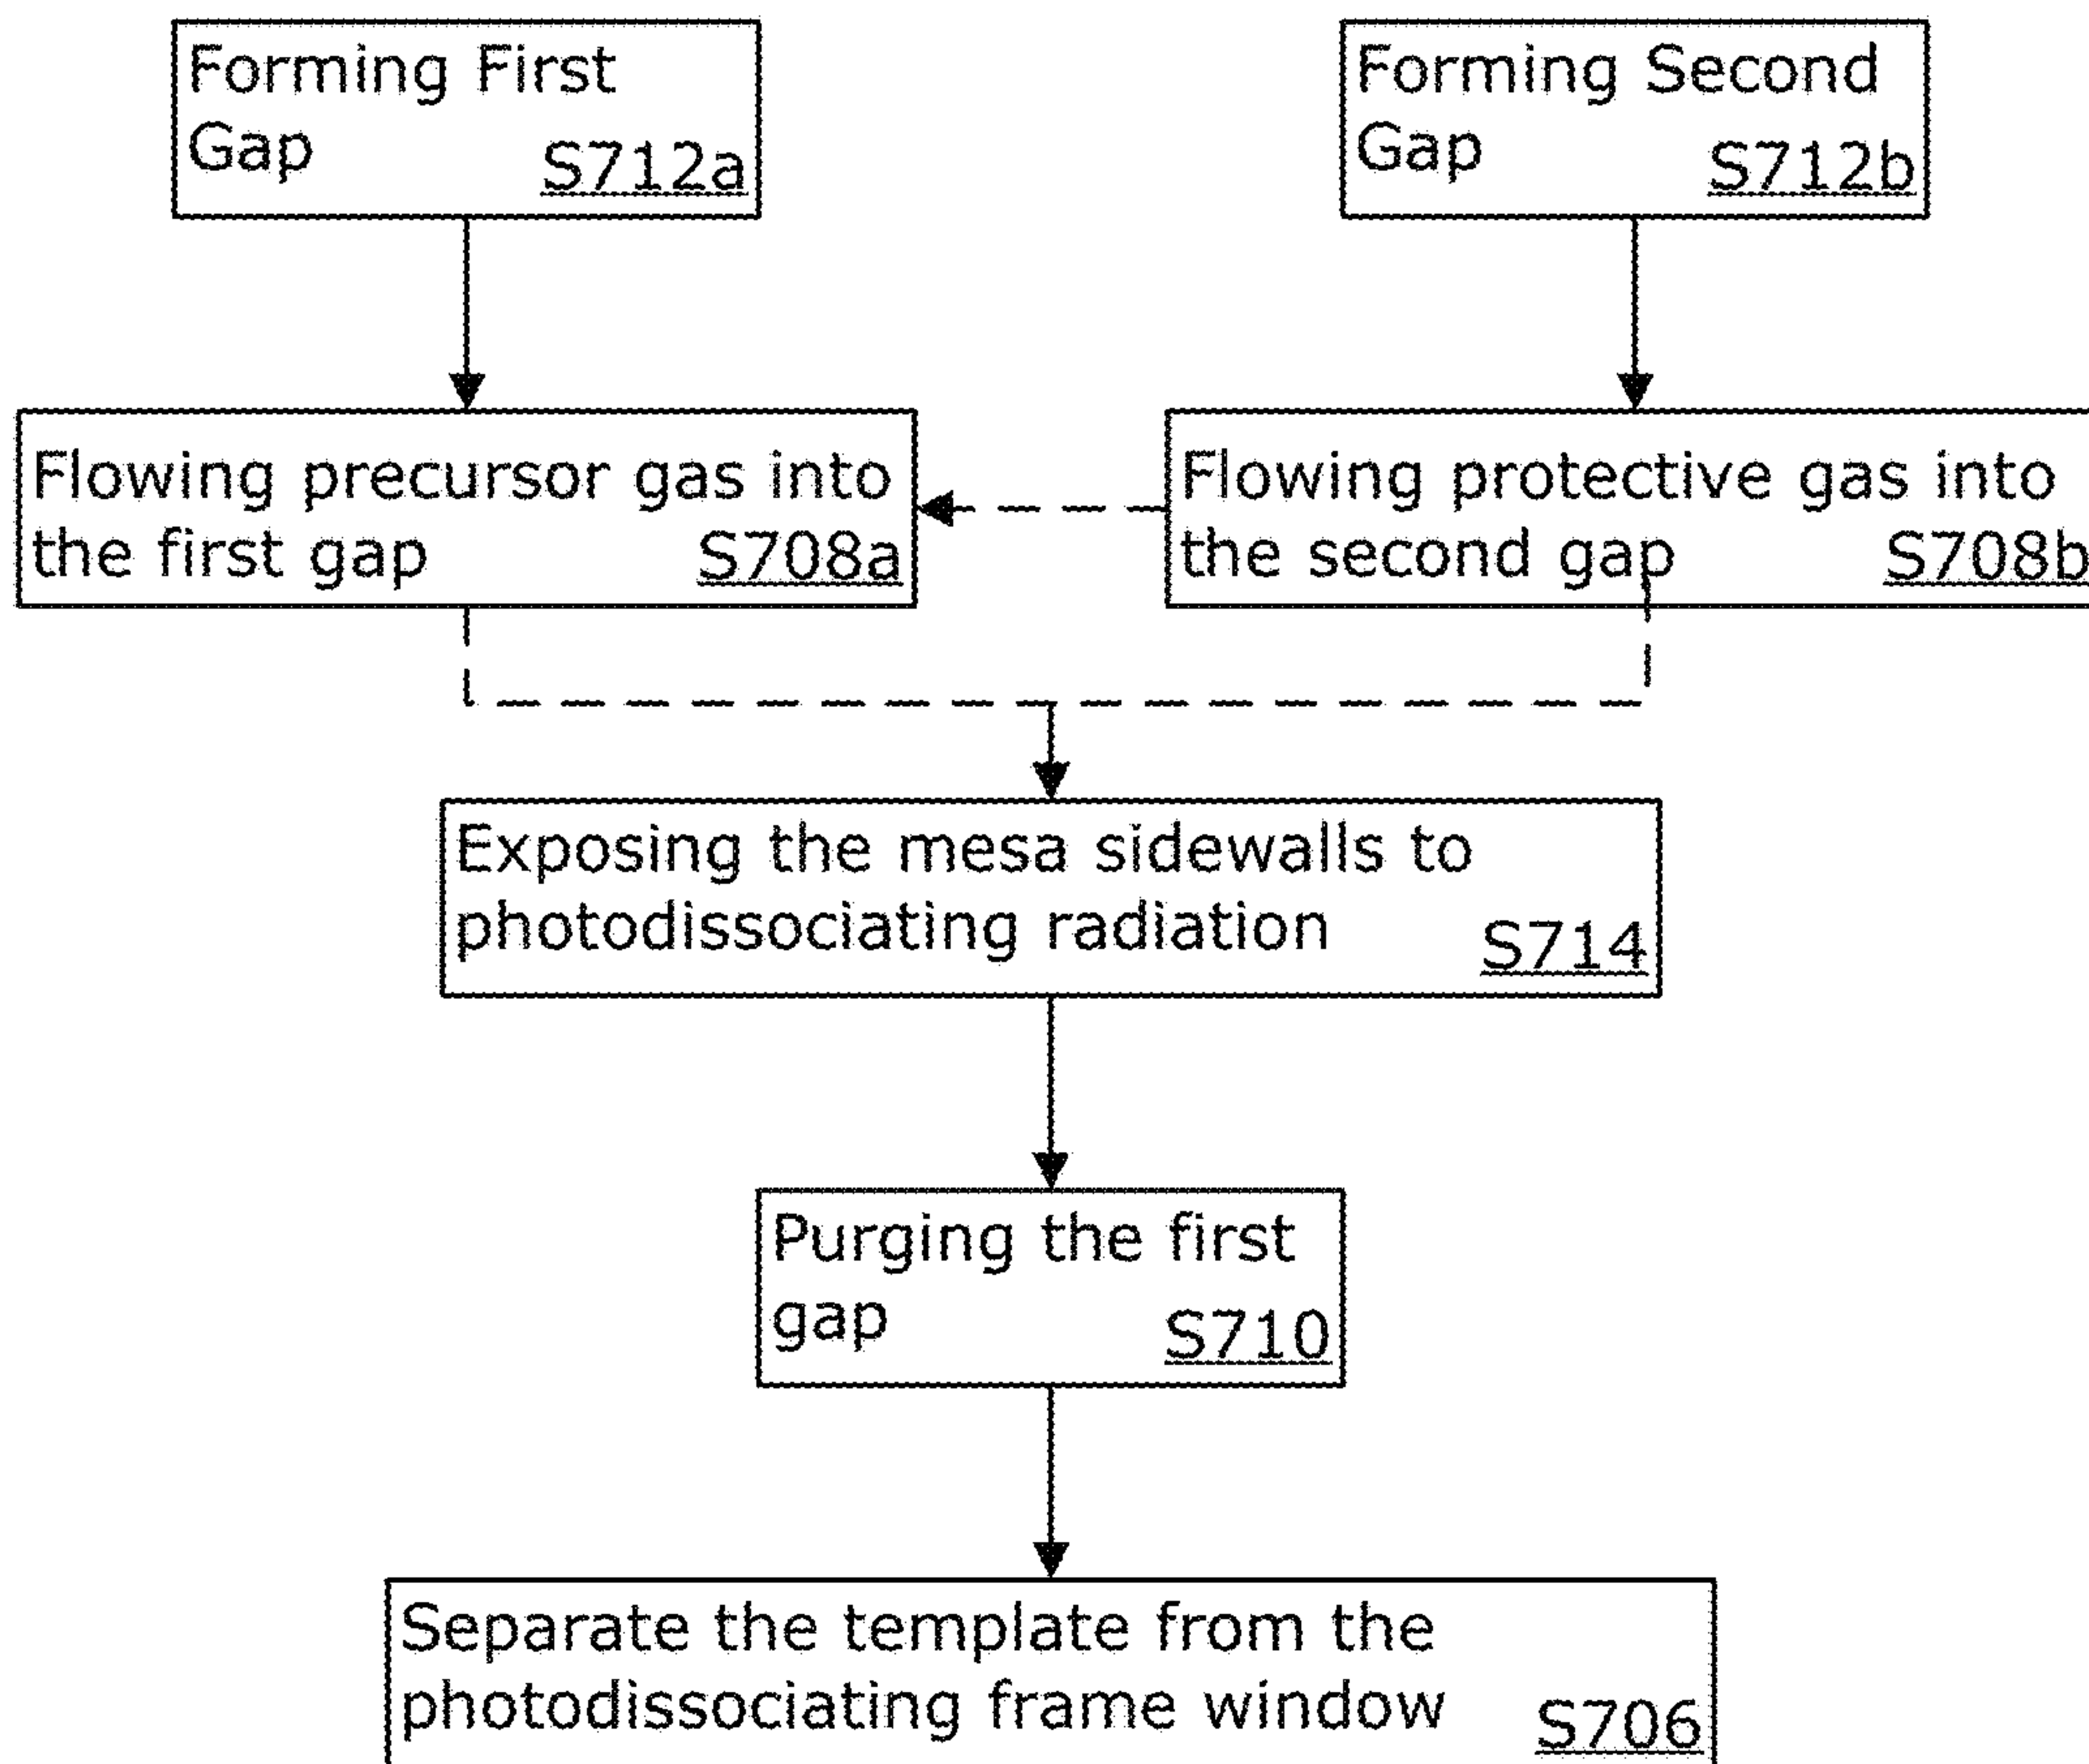 Forming First
Gap S712a
Forming Second
Gap S712b
Flowing precursor gas into
the first gap S708a
Flowing protective gas into
the second gap S708b
Exposing the mesa sidewalls to
photodissociating radiation S714
Purging the first
gap S710
Separate the template from the
photodissociating frame window S706